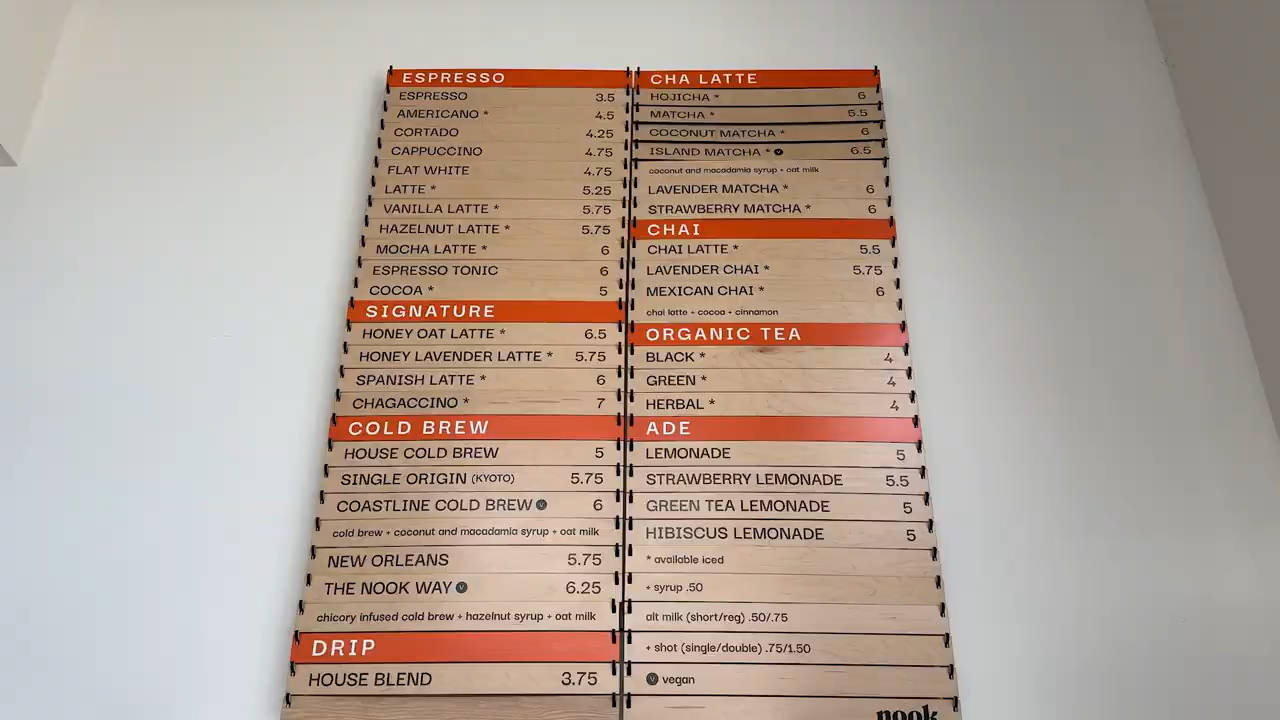 ESPRESSO
ESPRESSO 3.5
AMERICANO * 4.5
CORTADO 4.25
CAPPUCCINO 4.75
FLAT WHITE 4.75
LATTE * 5.25
VANILLA LATTE * 5.75
HAZELNUT LATTE * 5.75
MOCHA LATTE * 6
ESPRESSO TONIC 6
COCOA * 5
SIGNATURE
HONEY OAT LATTE * 6.5
HONEY LAVENDER LATTE * 5.75
SPANISH LATTE * 6
CHAGACCINO * 7
COLD BREW
HOUSE COLD BREW 5
SINGLE ORIGIN (KYOTO) 5.75
COASTLINE COLD BREW V 6
cold brew + coconut and macadamia syrup + oat milk
NEW ORLEANS 5.75
THE NOOK WAY V 6.25
chicory infused cold brew + hazelnut syrup + oat milk
DRIP
HOUSE BLEND 3.75
CHA LATTE
HOJICHA * 6
MATCHA * 5.5
COCONUT MATCHA * 6
ISLAND MATCHA * V 6.5
coconut and macadamia syrup + oat milk
LAVENDER MATCHA * 6
STRAWBERRY MATCHA * 6
CHAI
CHAI LATTE * 5.5
LAVENDER CHAI * 5.75
MEXICAN CHAI * 6
chai latte + cocoa + cinnamon
ORGANIC TEA
BLACK * 4
GREEN * 4
HERBAL * 4
ADE
LEMONADE 5
STRAWBERRY LEMONADE 5.5
GREEN TEA LEMONADE 5
HIBISCUS LEMONADE 5
* available iced
+ syrup .50
alt milk (short/reg) .50/.75
+ shot (single/double) .75/1.50
V vegan
nook